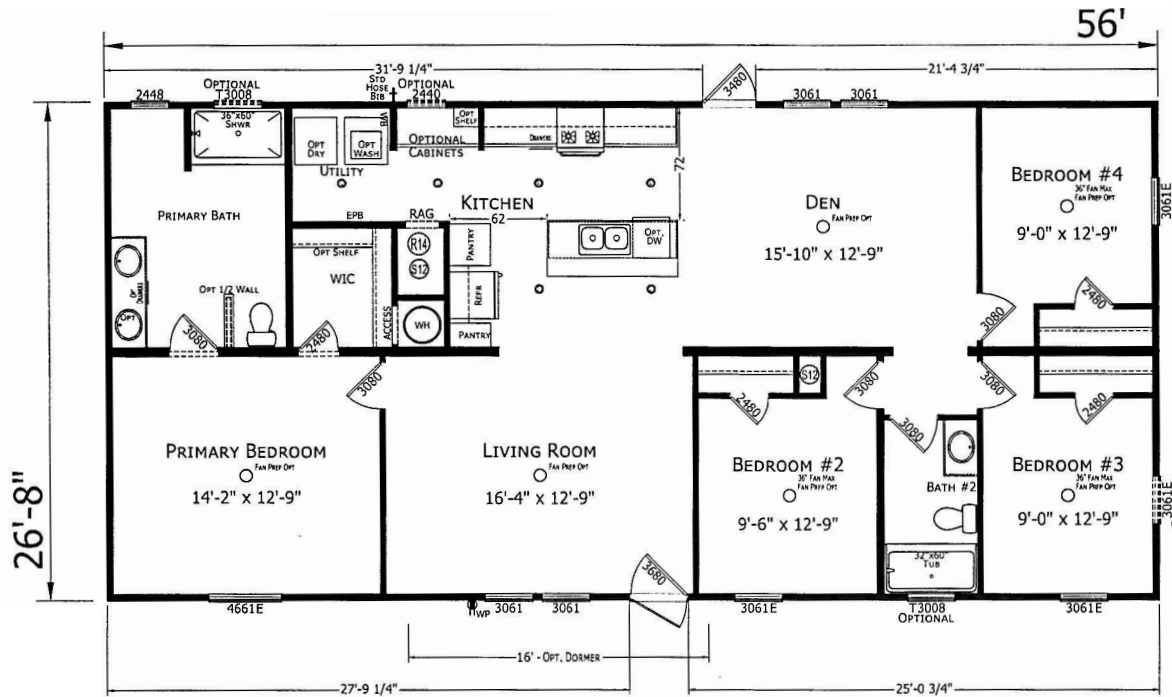 56'
31'-9 1/4"
21'-4 3/4"
2448
OPTIONAL
T3008
STD
HOSE
BIB
OPTIONAL
2440
3480
3061
3061
36"x60"
SHWR
OPT
DRY
OPT
WASH
WB
UTILITY
OPT
SHELF
OPTIONAL
CABINETS
DRAWERS
72
PRIMARY BATH
EPB
RAG
KITCHEN
62
DEN
FAN PREP OPT
15'-10" x 12'-9"
BEDROOM #4
36" FAN MAX
FAN PREP OPT
9'-0" x 12'-9"
3061E
OPT
DRAWERS
OPT
OPT 1/2 WALL
OPT SHELF
WIC
R14
S12
ACCESS
WH
PANTRY
REFR
PANTRY
OPT.
DW
2480
3080
3080
2480
3080
S12
3080
3080
2480
2480
3080
26'-8"
PRIMARY BEDROOM
FAN PREP OPT
14'-2" x 12'-9"
LIVING ROOM
FAN PREP OPT
16'-4" x 12'-9"
BEDROOM #2
36" FAN MAX
FAN PREP OPT
9'-6" x 12'-9"
BATH #2
BEDROOM #3
36" FAN MAX
FAN PREP OPT
9'-0" x 12'-9"
3061E
32"x60"
TUB
3680
4661E
WP
3061
3061
3061E
T3008
OPTIONAL
3061E
16' - OPT. DORMER
27'-9 1/4"
25'-0 3/4"